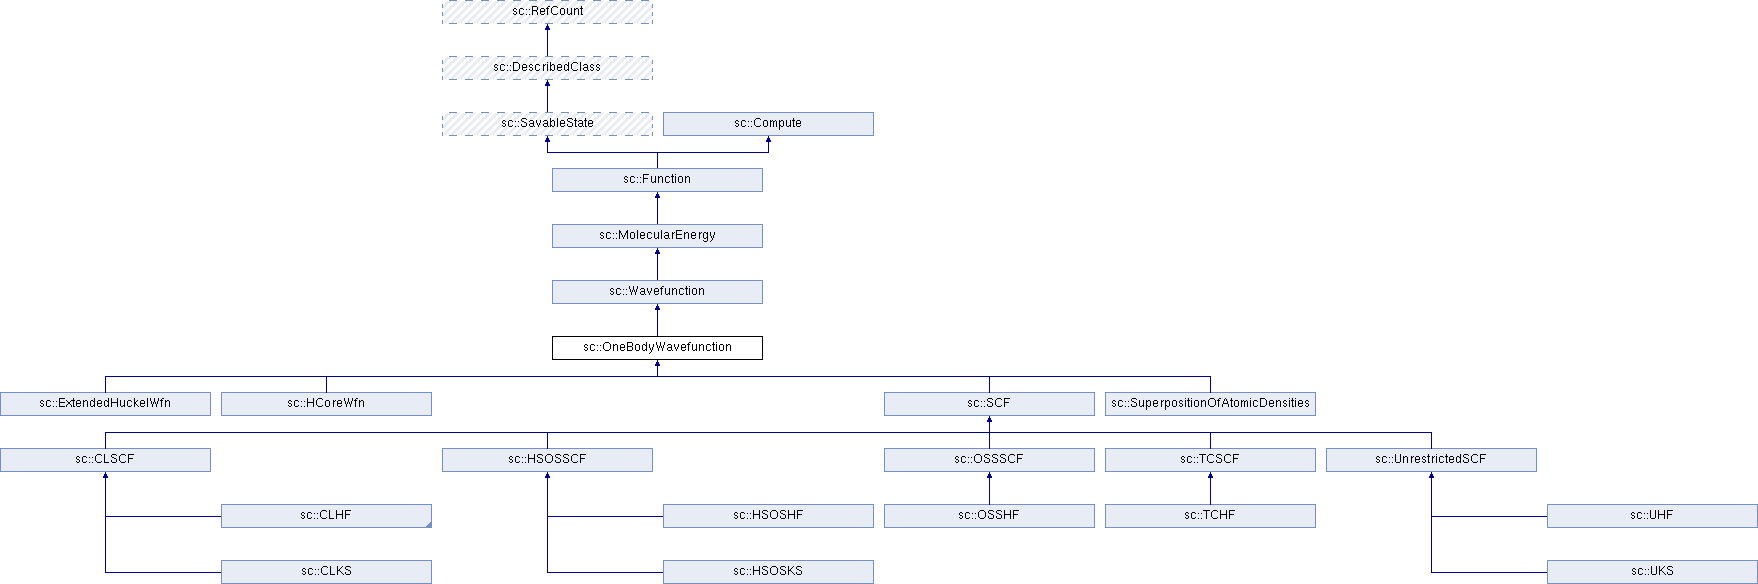 sc::RefCount
sc::DescribedClass
sc::SavableState
sc::Compute
sc::Function
sc::MolecularEnergy
sc::Wavefunction
sc::OneBodyWavefunction
sc::ExtendedHuckelWfn
sc::HCoreWfn
sc::SCF
sc::SuperpositionOfAtomicDensities
sc::CLSCF
sc::HSOSSCF
sc::OSSSCF
sc::TCSCF
sc::UnrestrictedSCF
sc::CLHF
sc::HSOSHF
sc::OSSHF
sc::TCHF
sc::UHF
sc::CLKS
sc::HSOSKS
sc::UKS